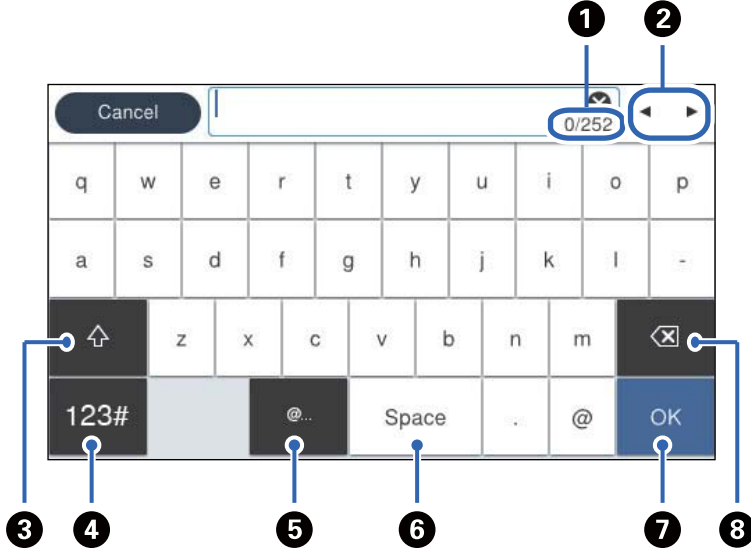 1 2
Cancel 0/252
q w e r t y u i o p
a s d f g h j k l -
z x c v b n m
123# @... Space . @ OK
3 4 5 6 7 8